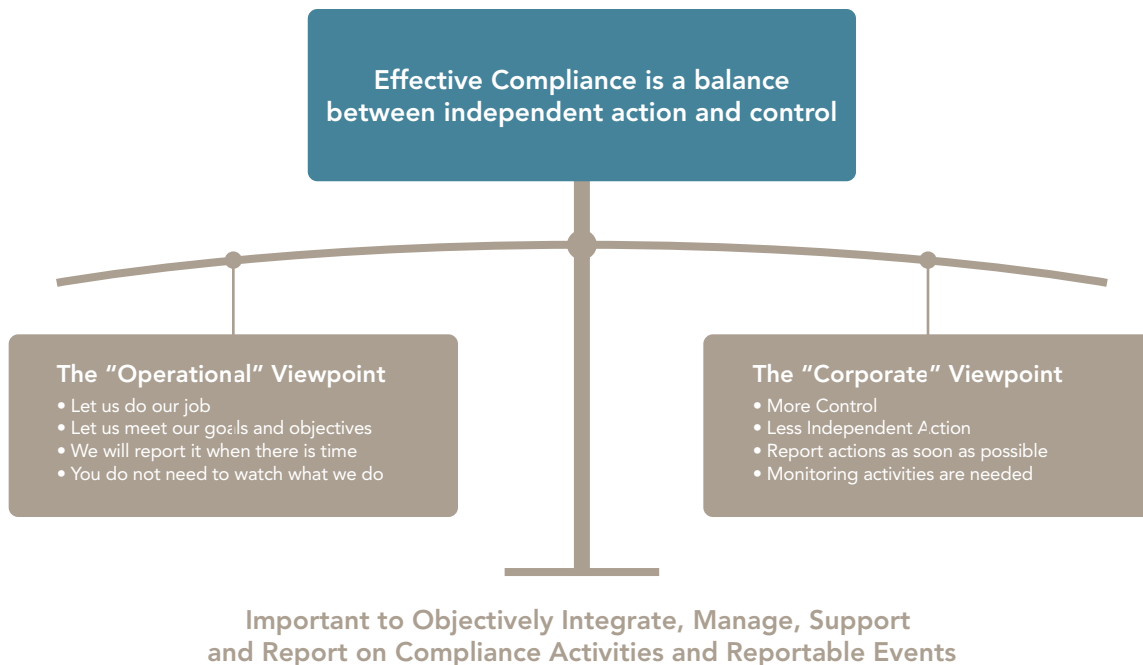 Effective Compliance is a balance
between independent action and control
The “Operational” Viewpoint
• Let us do our job
• Let us meet our goals and objectives
• We will report it when there is time
• You do not need to watch what we do
The “Corporate” Viewpoint
• More Control
• Less Independent Action
• Report actions as soon as possible
• Monitoring activities are needed
Important to Objectively Integrate, Manage, Support
and Report on Compliance Activities and Reportable Events